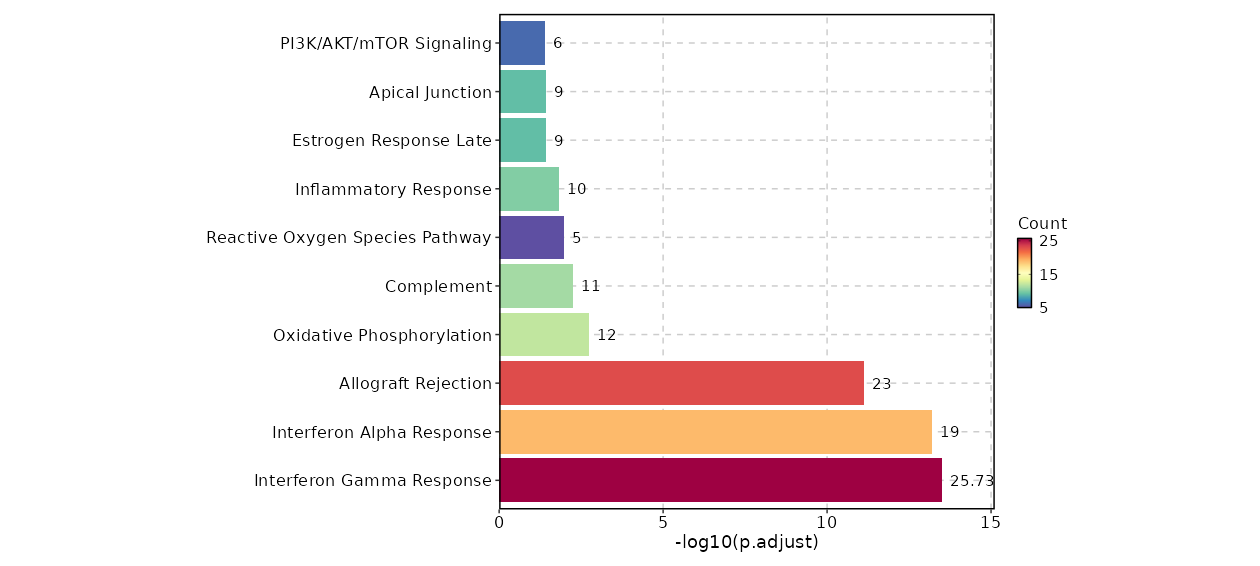 PI3K/AKT/mTOR Signaling 6
Apical Junction 9
Estrogen Response Late 9
Inflammatory Response 10
Reactive Oxygen Species Pathway 5
Complement 11
Oxidative Phosphorylation 12
Allograft Rejection 23
Interferon Alpha Response 19
Interferon Gamma Response 25.73
0 5 10 15
-log10(p.adjust)
Count
25
15
5